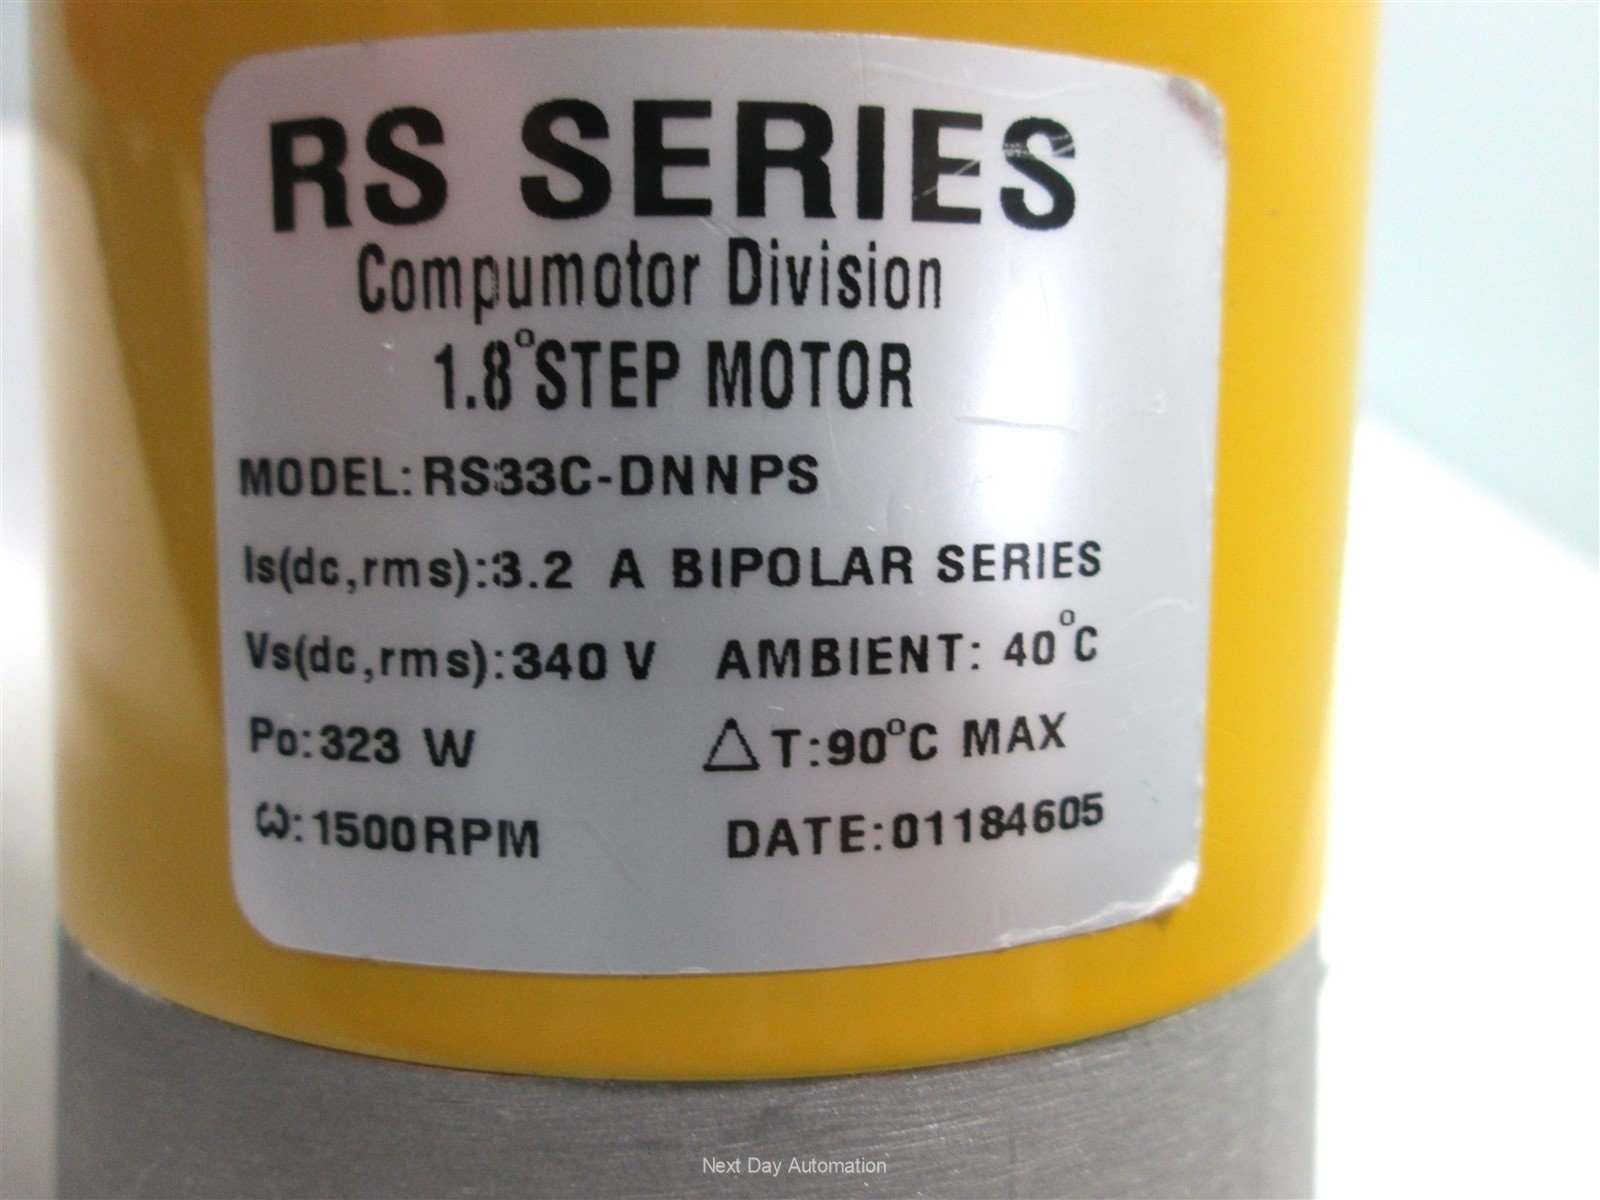 RS SERIES
Compumotor Division
1.8°STEP MOTOR
MODEL: RS33C-DNNPS
Is(dc,rms):3.2 A BIPOLAR SERIES
Vs(dc,rms):340 V AMBIENT: 40°C
Po:323 W △T:90°C MAX
ω:1500RPM DATE:01184605
Next Day Automation